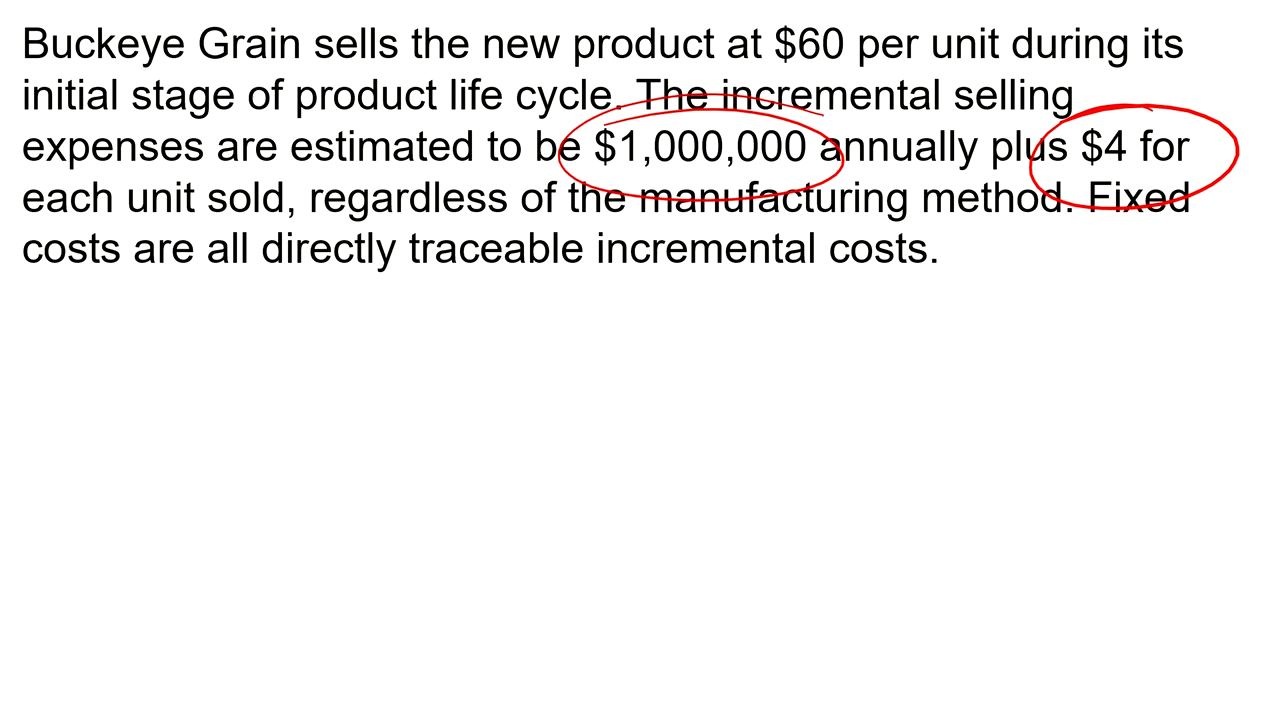 Buckeye Grain sells the new product at $60 per unit during its
initial stage of product life cycle. The incremental selling
expenses are estimated to be $1,000,000 annually plus $4 for
each unit sold, regardless of the manufacturing method. Fixed
costs are all directly traceable incremental costs.